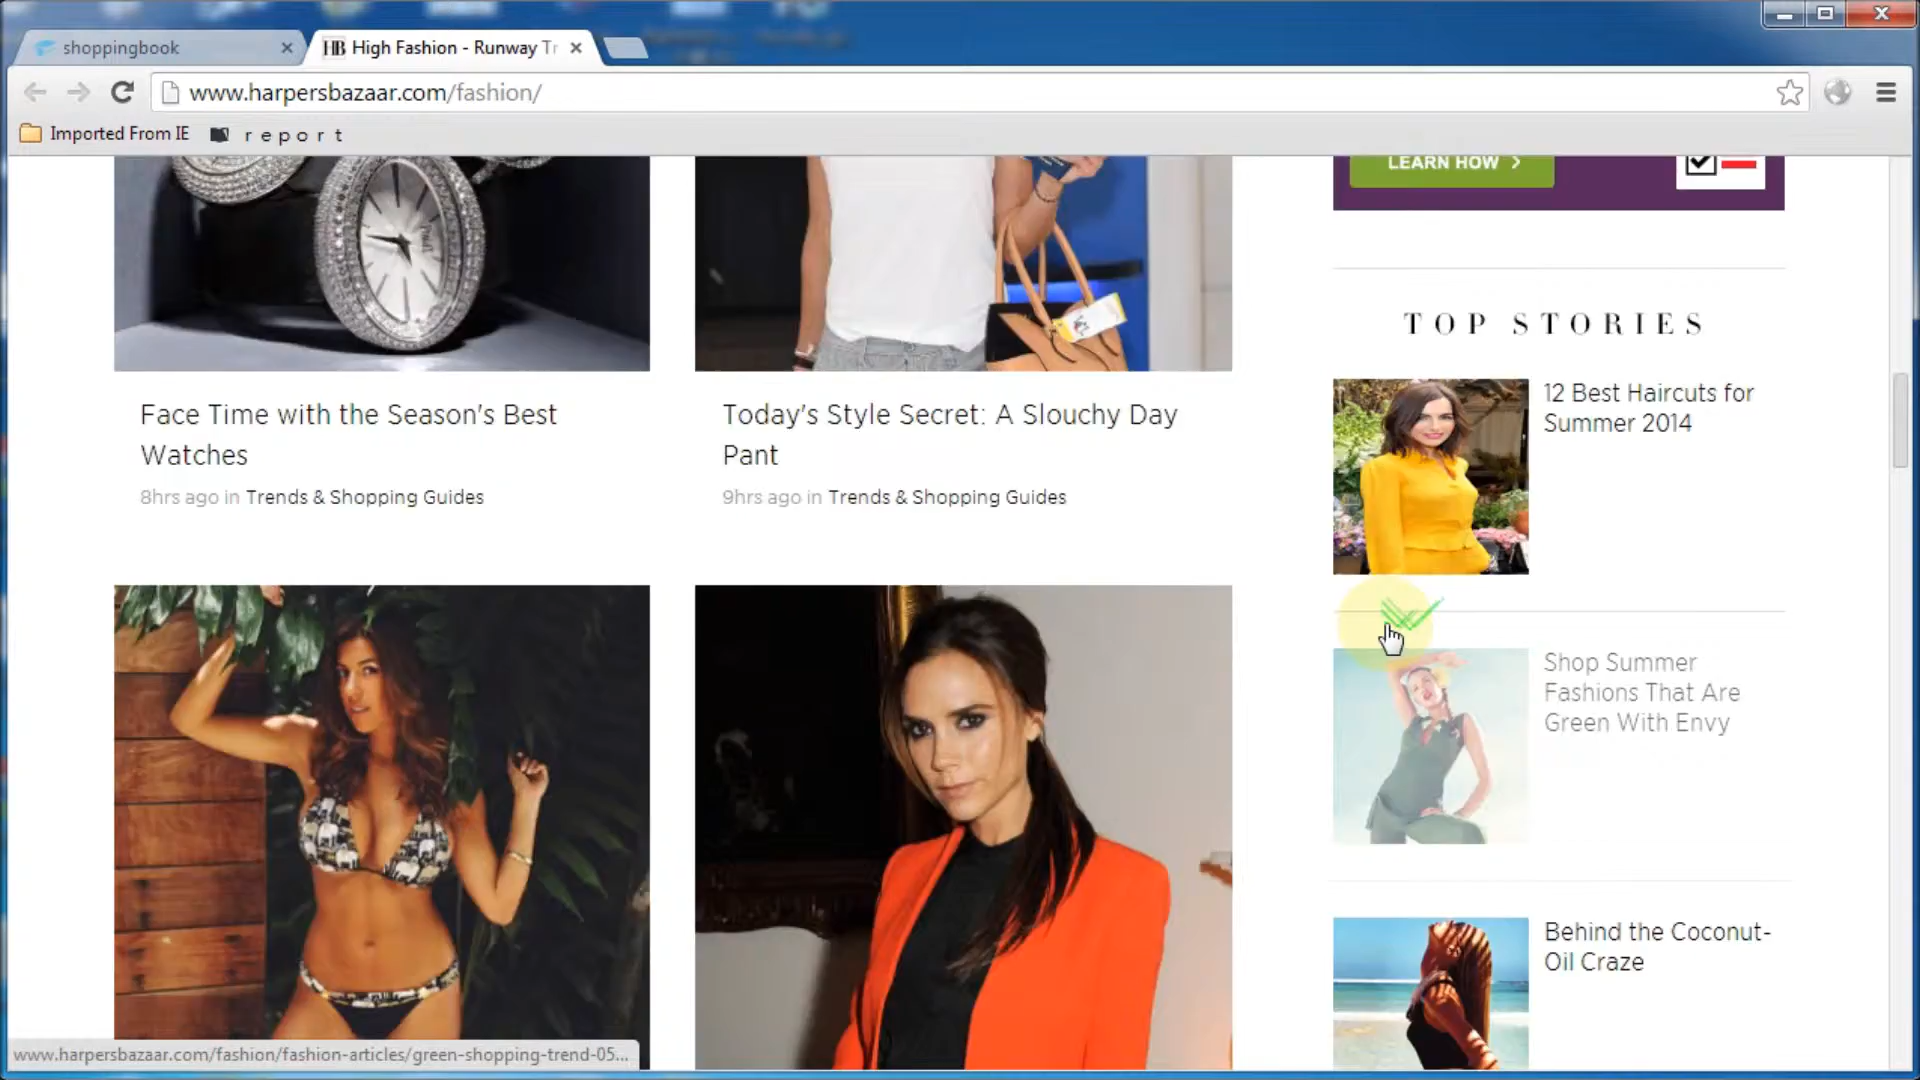 shoppingbook
HB High Fashion - Runway Tr
www.harpersbazaar.com/fashion/
Imported From IE
report
LEARN HOW >
TOP STORIES
12 Best Haircuts for
Summer 2014
Face Time with the Season's Best
Watches
8hrs ago in Trends & Shopping Guides
Today's Style Secret: A Slouchy Day
Pant
9hrs ago in Trends & Shopping Guides
Shop Summer
Fashions That Are
Green With Envy
Behind the Coconut-
Oil Craze
www.harpersbazaar.com/fashion/fashion-articles/green-shopping-trend-05...